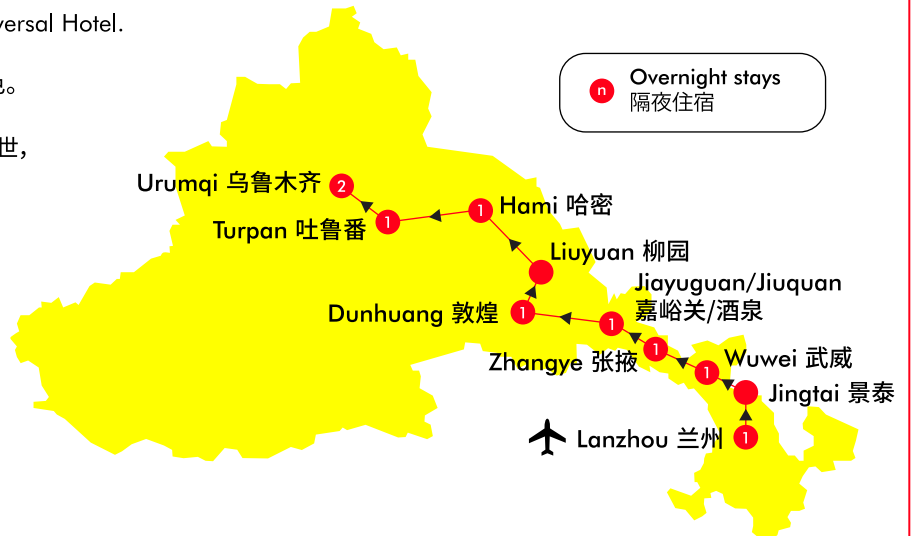 versal Hotel.
。
世，
n Overnight stays
隔夜住宿
Urumqi 乌鲁木齐 2
1 Hami 哈密
Turpan 吐鲁番 1
Liuyuan 柳园
Jiayuguan/Jiuquan
嘉峪关/酒泉
Dunhuang 敦煌 1
1
Zhangye 张掖 1
1 Wuwei 武威
Jingtai 景泰
Lanzhou 兰州 1